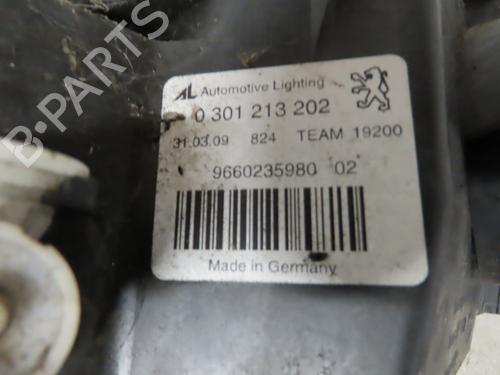 B-PARTS
AL Automotive Lighting
0 301 213 202
31.03.09 824 TEAM 19200
9660235980 02
Made in Germany
B-PARTS